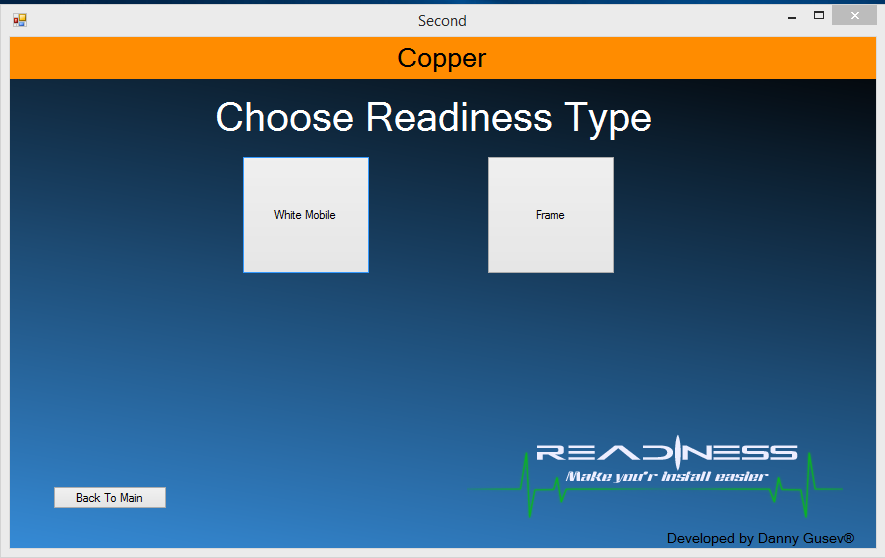 Second
Copper
Choose Readiness Type
White Mobile
Frame
READINESS
Make you'r install easier
Back To Main
Developed by Danny Gusev®